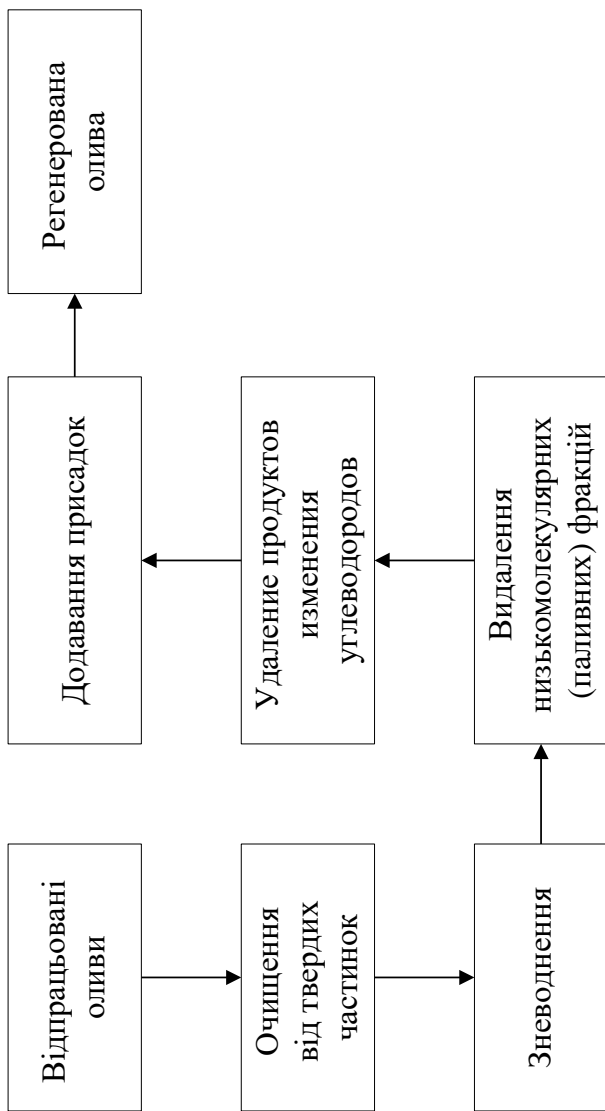 Відпрацьовані
оливи
Очищення
від твердих
частинок
Зневоднення
Видалення
низькомолекулярних
(паливних) фракцій
Удаление продуктов
изменения
углеводородов
Додавання присадок
Регенерована
олива